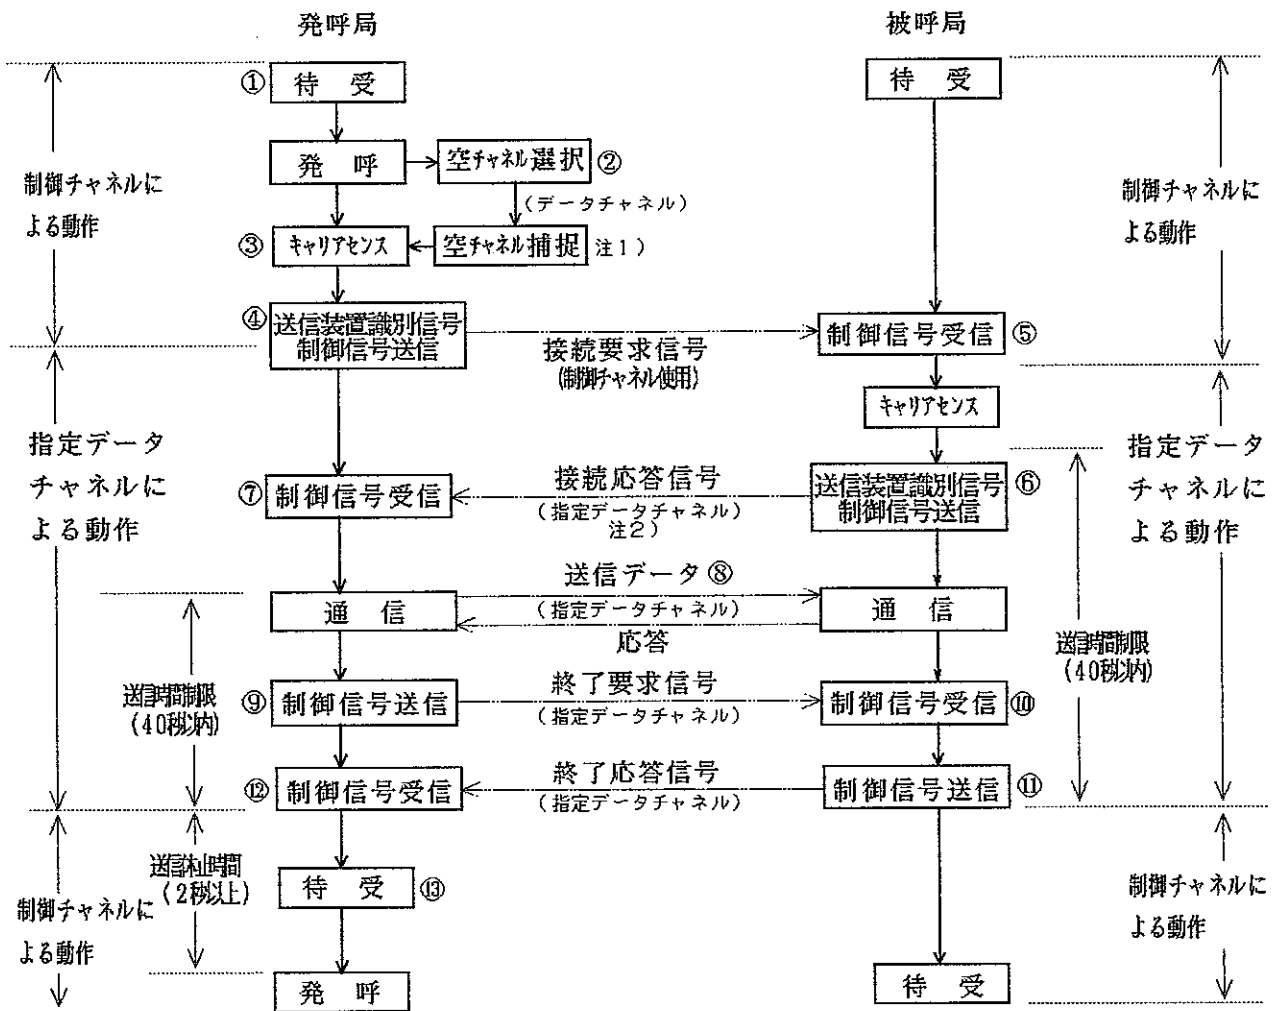 発呼局
被呼局
① 待 受
待 受
発 呼
空チャネル選択 ②
制御チャネルに
よる動作
(データチャネル)
制御チャネルに
よる動作
③ キャリアセンス
空チャネル捕捉 注1)
④ 送信装置識別信号
制御信号送信
制御信号受信 ⑤
接続要求信号
(制御チャネル使用)
キャリアセンス
指定データ
チャネルに
よる動作
指定データ
チャネルに
よる動作
⑦ 制御信号受信
接続応答信号
(指定データチャネル)
注2)
送信装置識別信号 ⑥
制御信号送信
送信データ ⑧
通 信
(指定データチャネル)
通 信
応答
送信時間制限
(40秒以内)
送信時間制限
(40秒以内)
⑨ 制御信号送信
終了要求信号
(指定データチャネル)
制御信号受信 ⑩
⑫ 制御信号受信
終了応答信号
(指定データチャネル)
制御信号送信 ⑪
送信休止時間
(2秒以上)
待 受 ⑬
制御チャネルに
よる動作
制御チャネルに
よる動作
発 呼
待 受